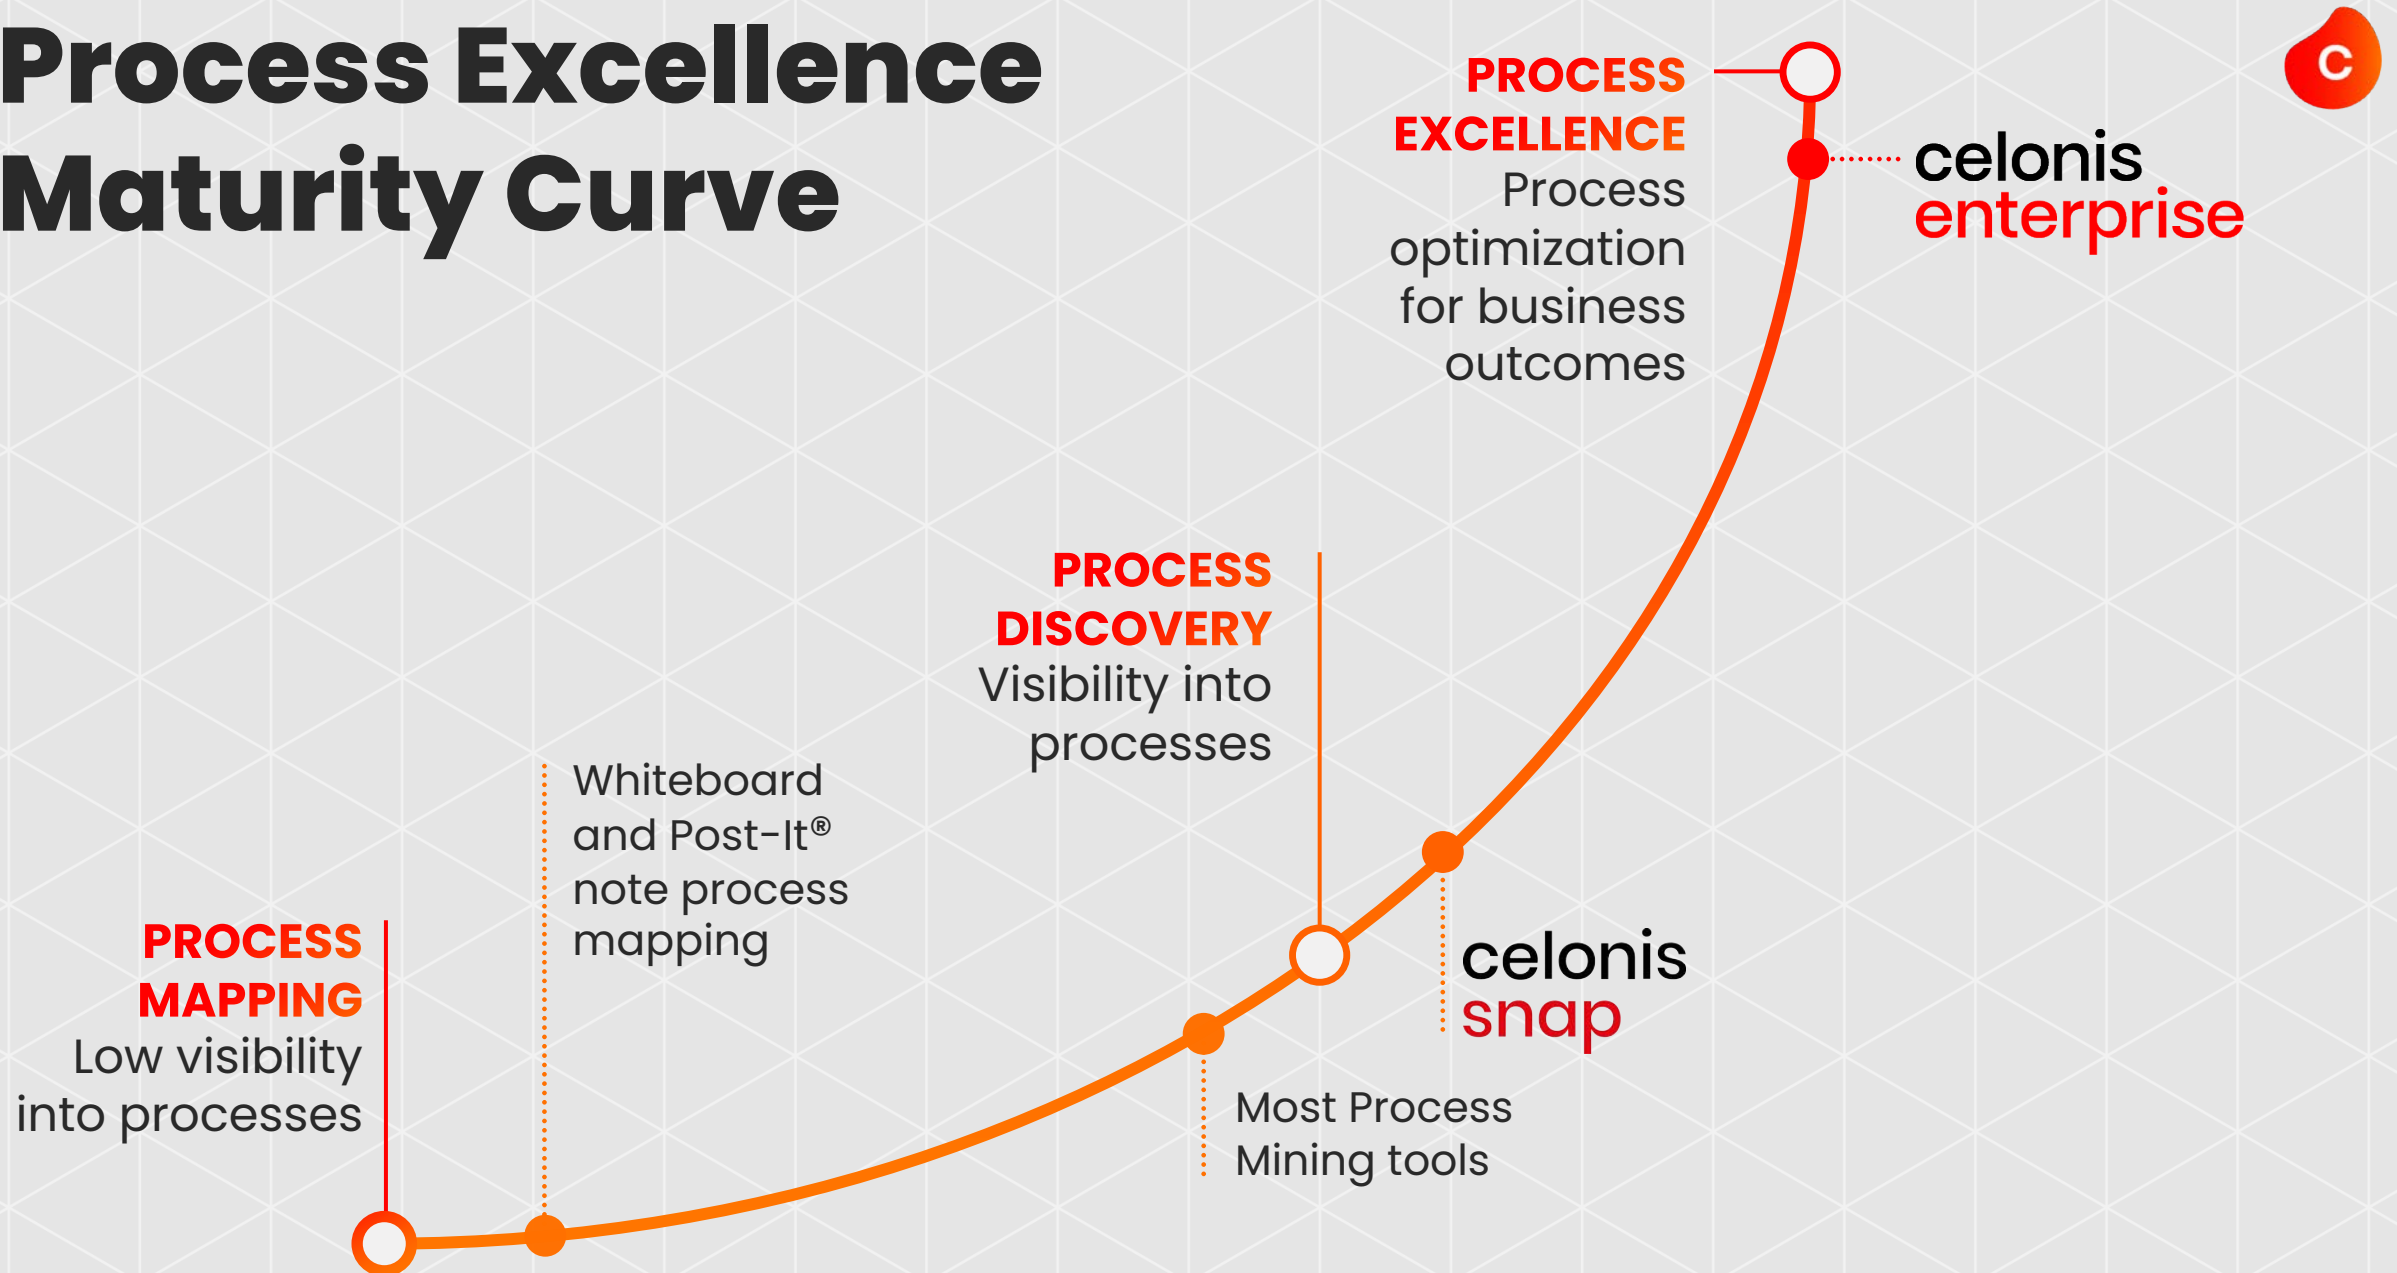 Process Excellence
Maturity Curve
C
PROCESS
EXCELLENCE
Process
optimization
for business
outcomes
celonis
enterprise
PROCESS
DISCOVERY
Visibility into
processes
Whiteboard
and Post-It®
note process
mapping
PROCESS
MAPPING
Low visibility
into processes
celonis
snap
Most Process
Mining tools